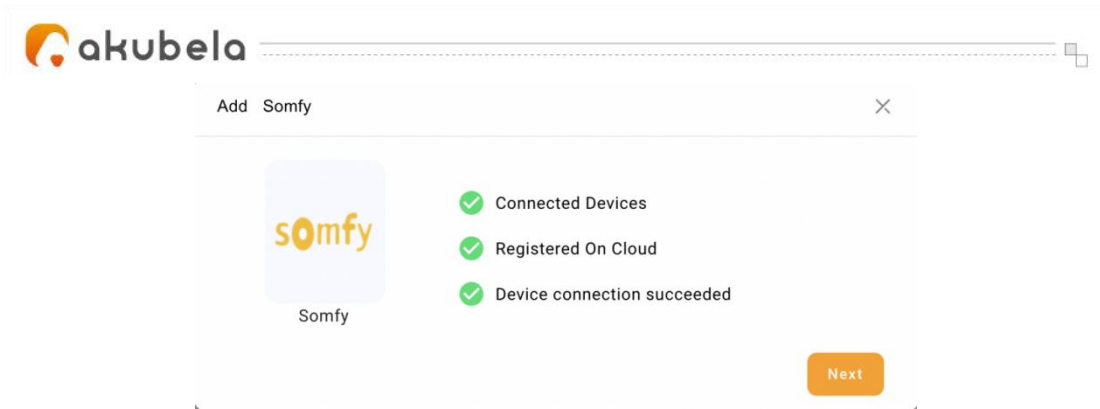 akubela
Add Somfy
somfy
Connected Devices
Registered On Cloud
Device connection succeeded
Somfy
Next